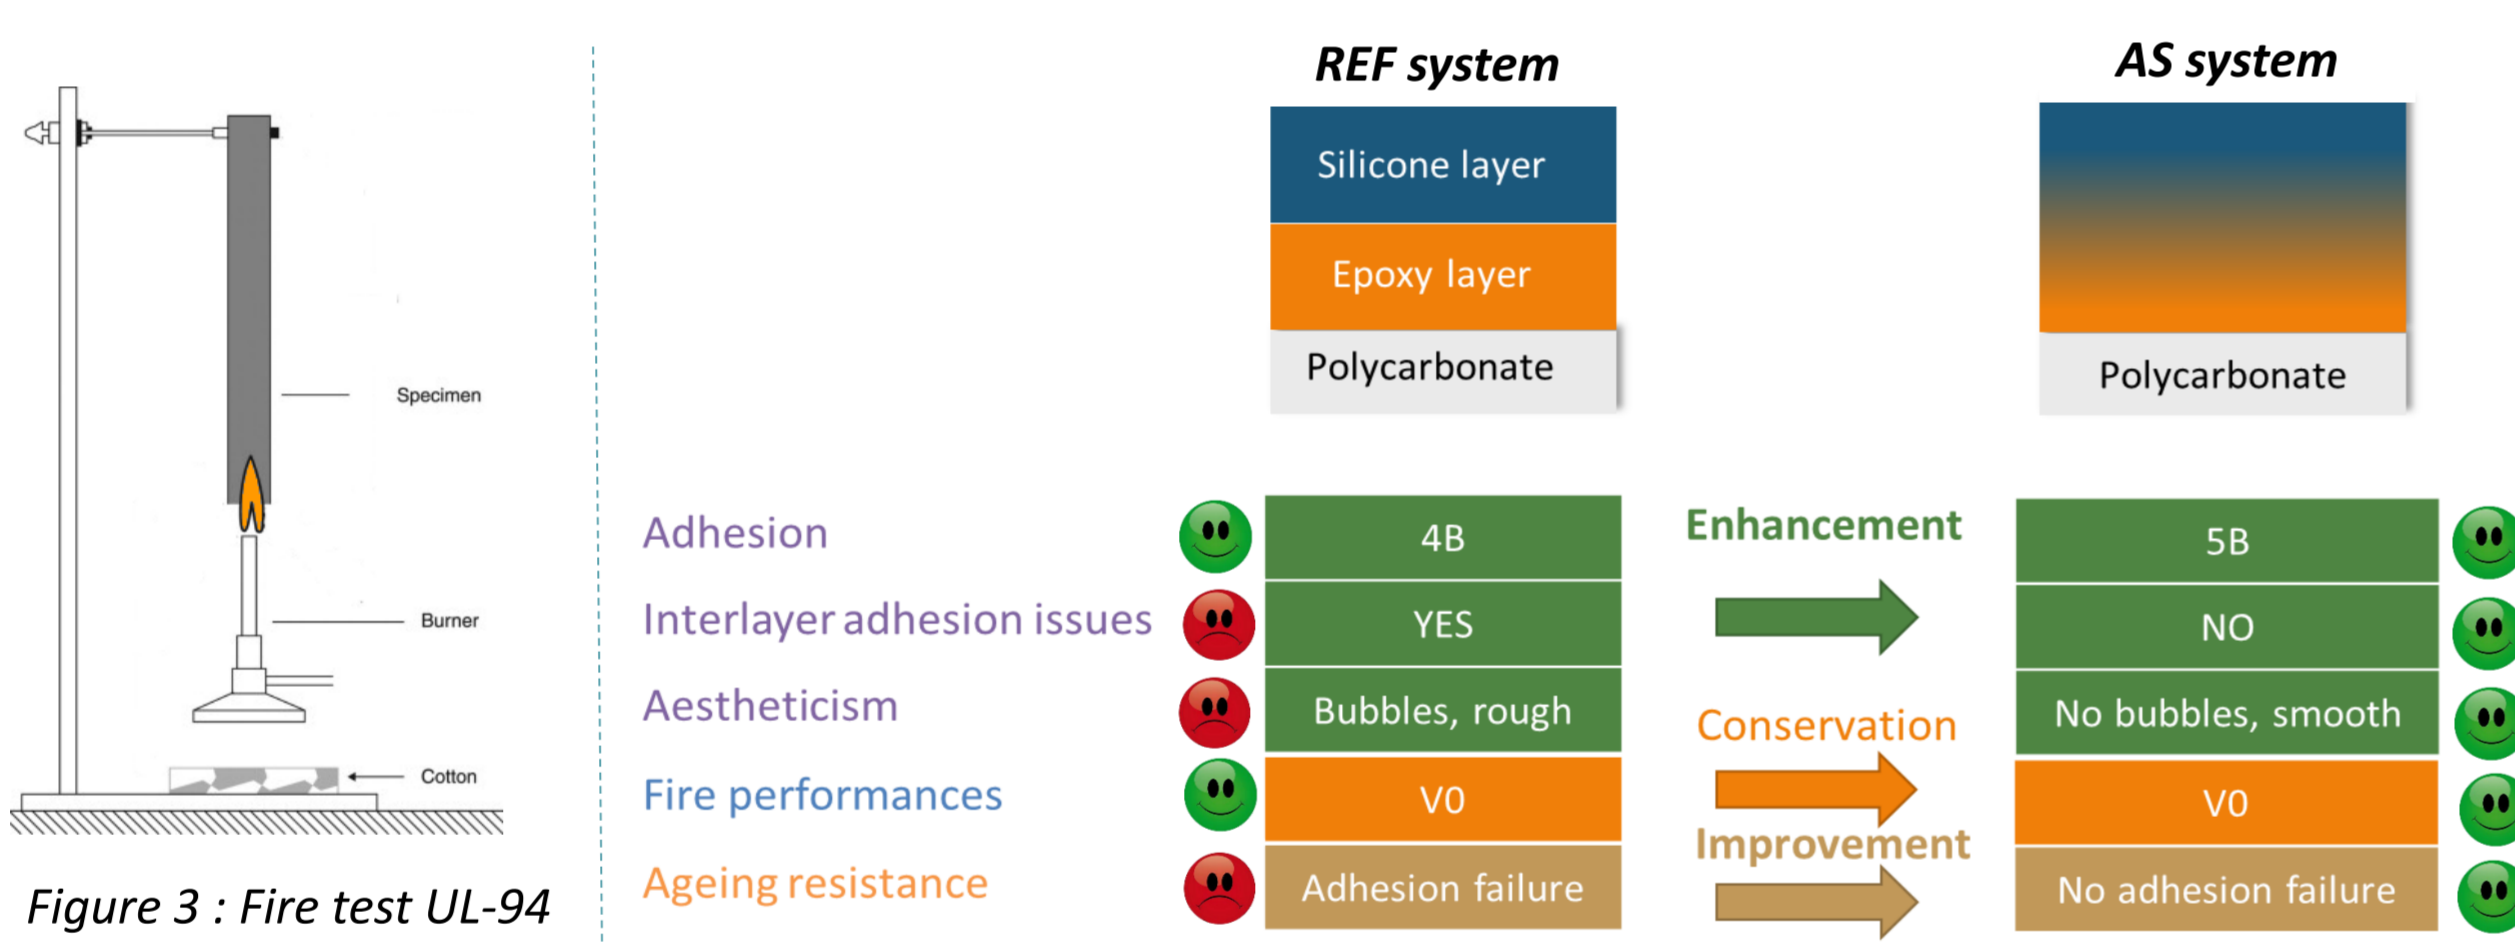 Specimen
Burner
Cotton
Figure 3 : Fire test UL-94
REF system
AS system
Silicone layer
Epoxy layer
Polycarbonate
Polycarbonate
Adhesion
4B
Enhancement
5B
Interlayer adhesion issues
YES
NO
Aestheticism
Bubbles, rough
Conservation
No bubbles, smooth
Fire performances
V0
V0
Improvement
Ageing resistance
Adhesion failure
No adhesion failure